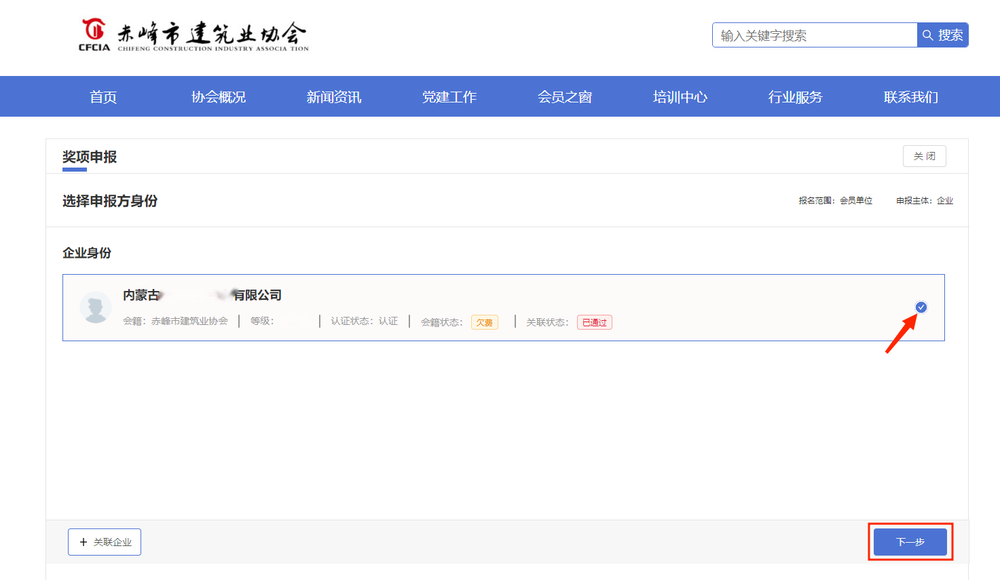 赤峰市建筑业协会
CFCIA CHIFENG CONSTRUCTION INDUSTRY ASSOCIA TION
输入关键字搜索 搜索
首页 协会概况 新闻资讯 党建工作 会员之窗 培训中心 行业服务 联系我们
奖项申报 关 闭
选择申报方身份 报名范围：会员单位 申报主体：企业
企业身份
内蒙古 有限公司
会籍：赤峰市建筑业协会 等级： 认证状态：认证 会籍状态： 欠费 关联状态： 已通过
+ 关联企业 下一步